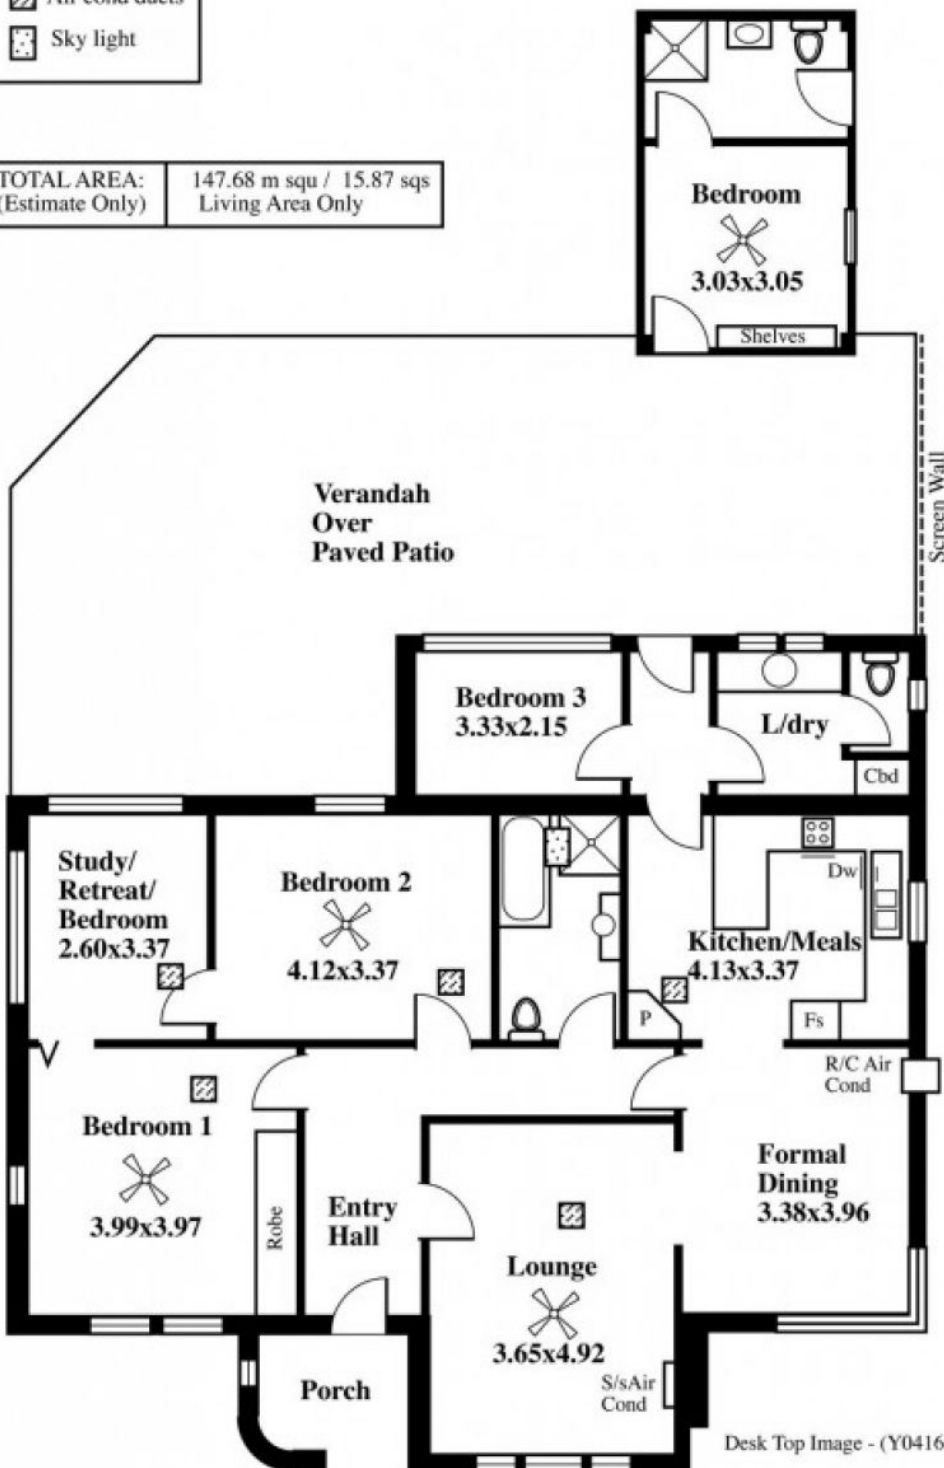 Air cond ducts
Sky light
TOTAL AREA:
(Estimate Only)
147.68 m squ / 15.87 sqs
Living Area Only
Bedroom
3.03x3.05
Shelves
Verandah
Over
Paved Patio
Screen Wall
Bedroom 3
3.33x2.15
L/dry
Cbd
Study/
Retreat/
Bedroom
2.60x3.37
Bedroom 2
4.12x3.37
Dw
Kitchen/Meals
4.13x3.37
P
Fs
R/C Air
Cond
Bedroom 1
3.99x3.97
Robe
Entry
Hall
Formal
Dining
3.38x3.96
Lounge
3.65x4.92
S/sAir
Cond
Porch
Desk Top Image - (Y0416